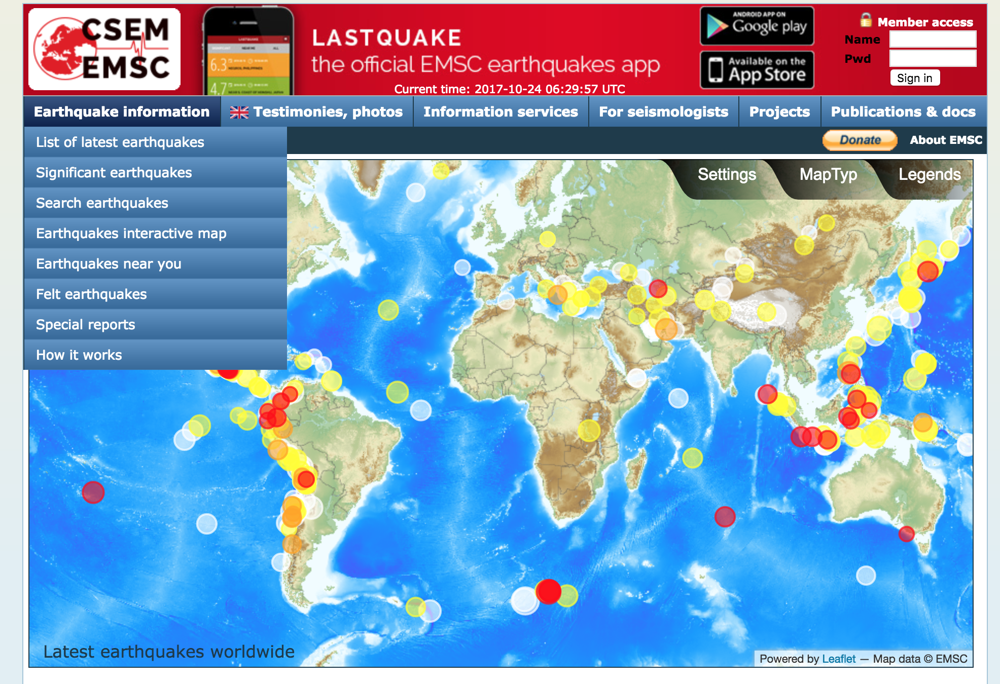 CSEM
EMSC
LASTQUAKE
6.3
4.7
LASTQUAKE
the official EMSC earthquakes app
Current time: 2017-10-24 06:29:57 UTC
ANDROID APP ON
Google play
Available on the
App Store
Member access
Name
Pwd
Sign in
Earthquake information
Testimonies, photos
Information services
For seismologists
Projects
Publications & docs
Donate
About EMSC
List of latest earthquakes
Significant earthquakes
Search earthquakes
Earthquakes interactive map
Earthquakes near you
Felt earthquakes
Special reports
How it works
Settings
MapTyp
Legends
Latest earthquakes worldwide
Powered by Leaflet — Map data © EMSC